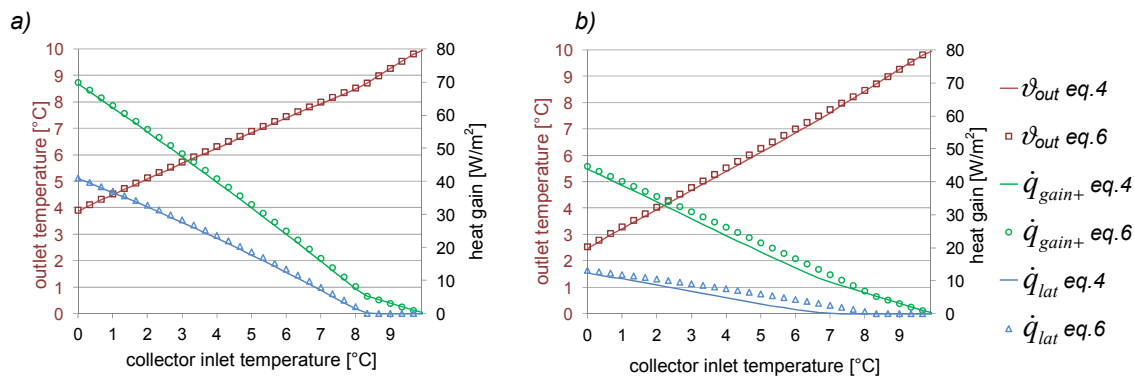 a)
outlet temperature [°C]
10
9
8
7
6
5
4
3
2
1
0
80
70
60
50
40
30
20
10
0
heat gain [W/m²]
0 1 2 3 4 5 6 7 8 9
collector inlet temperature [°C]
b)
outlet temperature [°C]
10
9
8
7
6
5
4
3
2
1
0
80
70
60
50
40
30
20
10
0
heat gain [W/m²]
0 1 2 3 4 5 6 7 8 9
collector inlet temperature [°C]
ϑout eq.4
ϑout eq.6
q̇gain+ eq.4
q̇gain+ eq.6
q̇lat eq.4
q̇lat eq.6